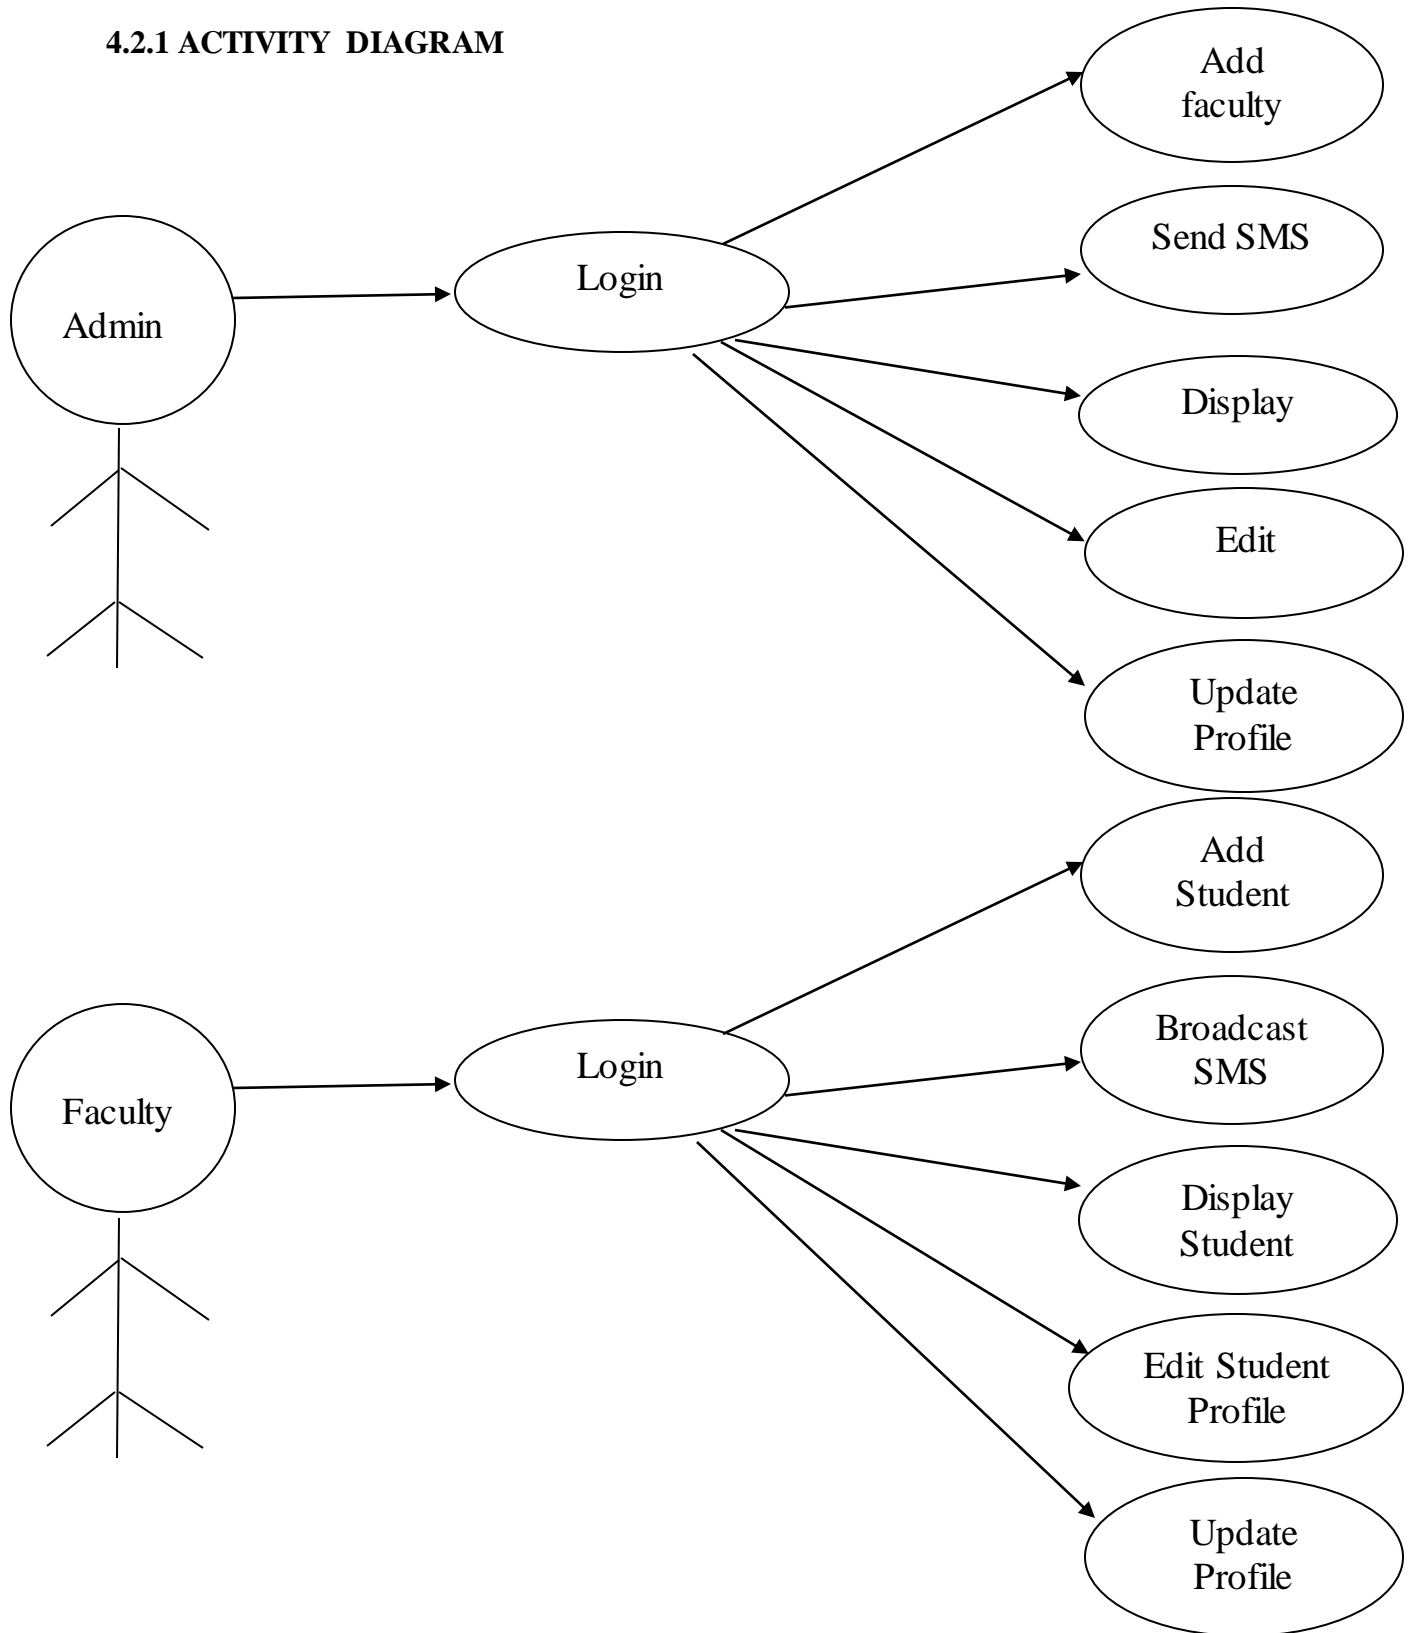 4.2.1 ACTIVITY DIAGRAM
Add
faculty
Send SMS
Login
Admin
Display
Edit
Update
Profile
Add
Student
Broadcast
SMS
Login
Faculty
Display
Student
Edit Student
Profile
Update
Profile